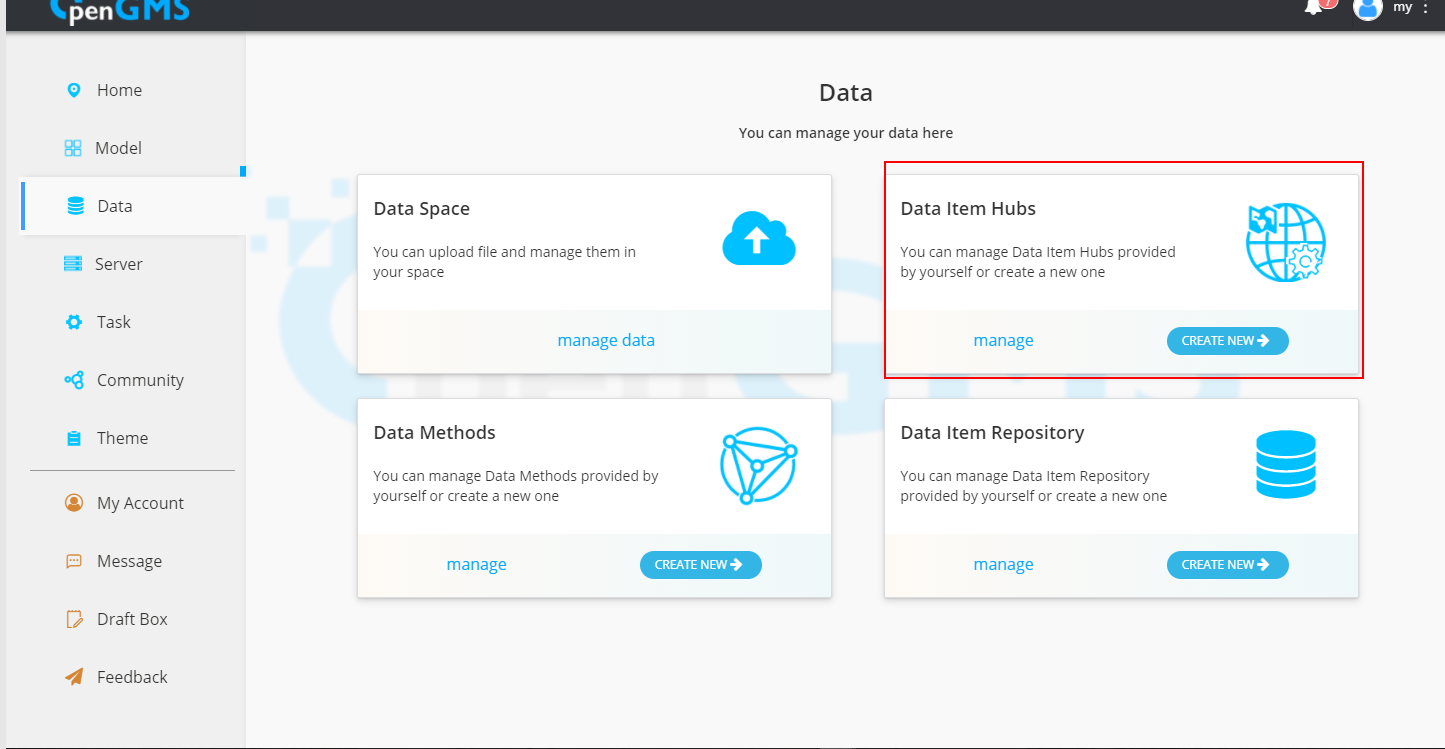 OpenGMS
7
my
Home
Model
Data
Server
Task
Community
Theme
My Account
Message
Draft Box
Feedback
Data
You can manage your data here
Data Space
You can upload file and manage them in
your space
manage data
Data Item Hubs
You can manage Data Item Hubs provided
by yourself or create a new one
manage
CREATE NEW
Data Methods
You can manage Data Methods provided by
yourself or create a new one
manage
CREATE NEW
Data Item Repository
You can manage Data Item Repository
provided by yourself or create a new one
manage
CREATE NEW